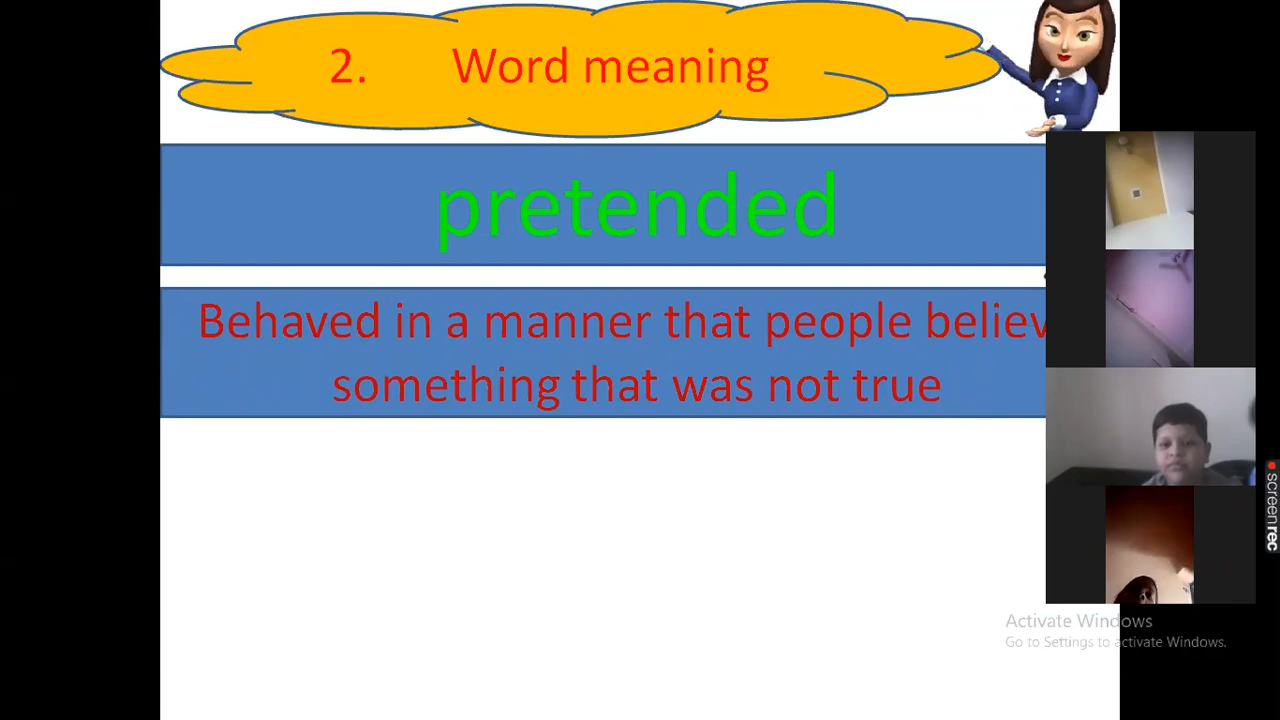 2. Word meaning
pretended
Behaved in a manner that people believ
something that was not true
Activate Windows
Go to Settings to activate Windows.
screenrec